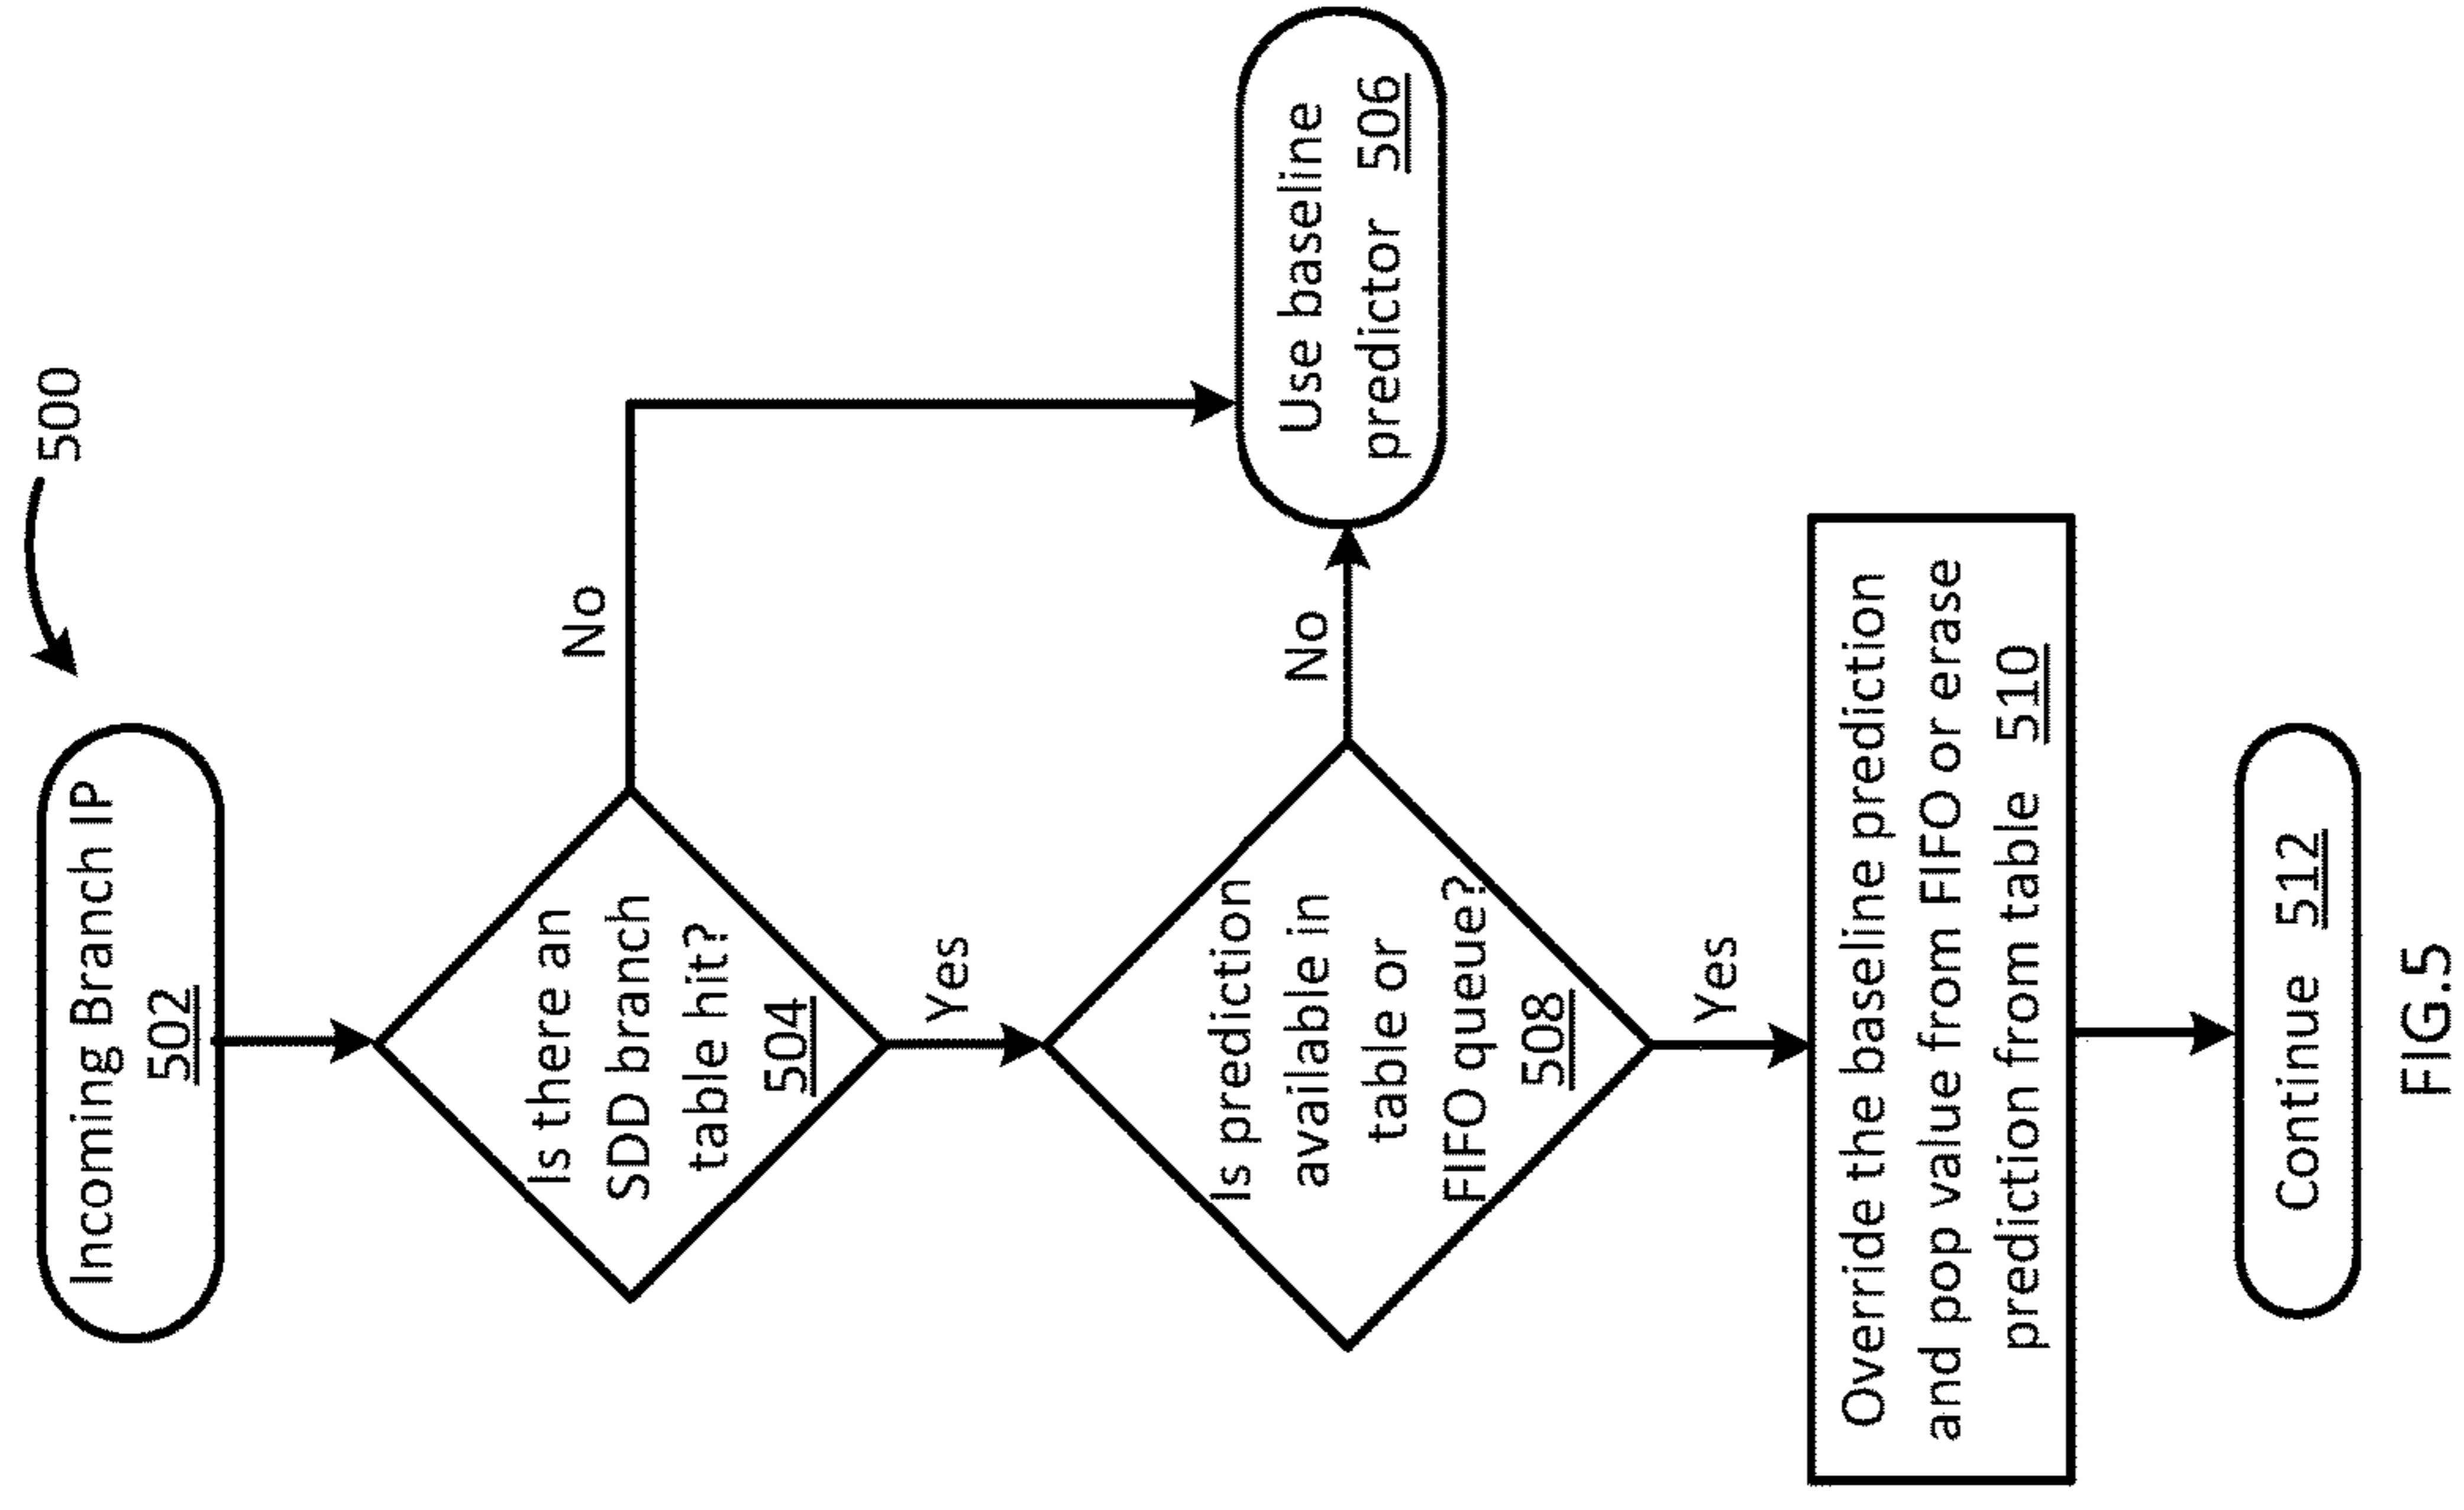 500
Incoming Branch IP
502
Is there an
SDD branch
table hit?
504
No
Yes
Use baseline
predictor 506
Is prediction
available in
table or
FIFO queue?
508
No
Yes
Override the baseline prediction
and pop value from FIFO or erase
prediction from table 510
Continue 512
FIG.5